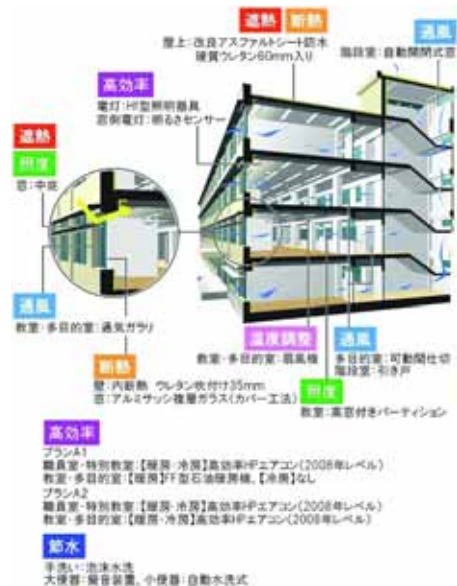 遮熱 断熱
屋上:改良アスファルトシート防水
硬質ウレタン60mm入り
通風
階段室:自動開閉式窓
高効率
電灯:Hf型照明器具
窓側電灯:明るさセンサー
遮熱
照度
窓:中庇
通風
教室・多目的室:通気ガラリ
断熱
壁:内断熱 ウレタン吹付け35mm
窓:アルミサッシ複層ガラス(カバー工法)
温度調整
教室・多目的室:扇風機
通風
多目的室:可動間仕切
階段室:引き戸
照度
教室:高窓付きパーティション
高効率
プランA1
職員室・特別教室:【暖房・冷房】高効率HPエアコン(2008年レベル)
教室・多目的室:【暖房】FF型石油暖房機、【冷房】なし
プランA2
職員室・特別教室:【暖房・冷房】高効率HPエアコン(2008年レベル)
教室・多目的室:【暖房・冷房】高効率HPエアコン(2008年レベル)
節水
手洗い:泡沫水洗
大便器:擬音装置、小便器:自動水洗式